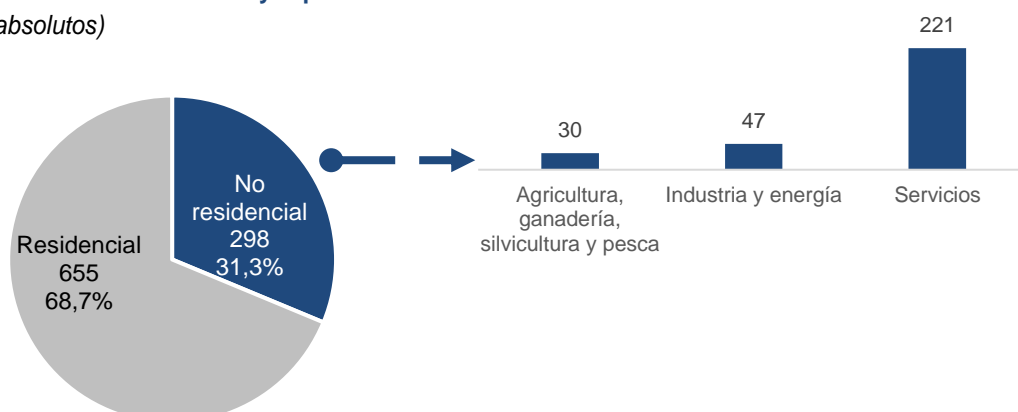 absolutos)
221
30
47
No
residencial
298
31,3%
Residencial
655
68,7%
Agricultura,
ganadería,
silvicultura y pesca
Industria y energía
Servicios